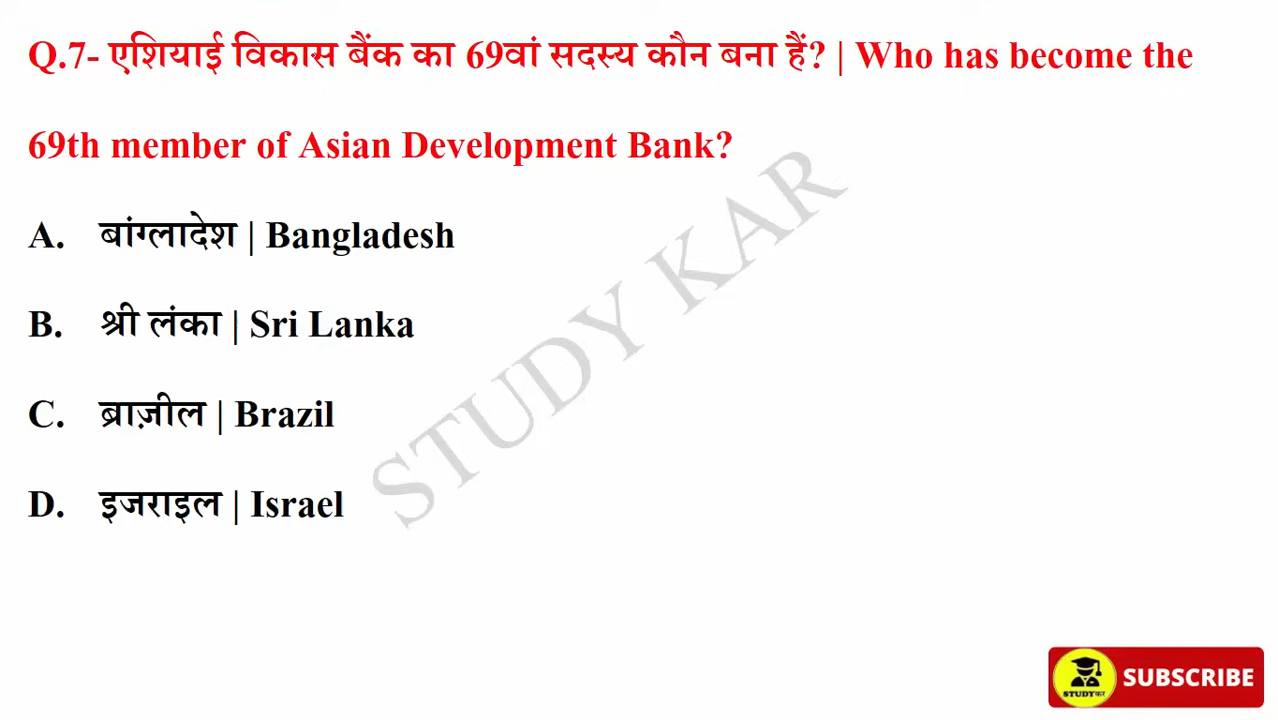 Q.7- एशियाई विकास बैंक का 69वां सदस्य कौन बना हैं? | Who has become the
69th member of Asian Development Bank?
A. बांग्लादेश | Bangladesh
B. श्री लंका | Sri Lanka
C. ब्राज़ील | Brazil
D. इजराइल | Israel
STUDY KAR
SUBSCRIBE
STUDYकर